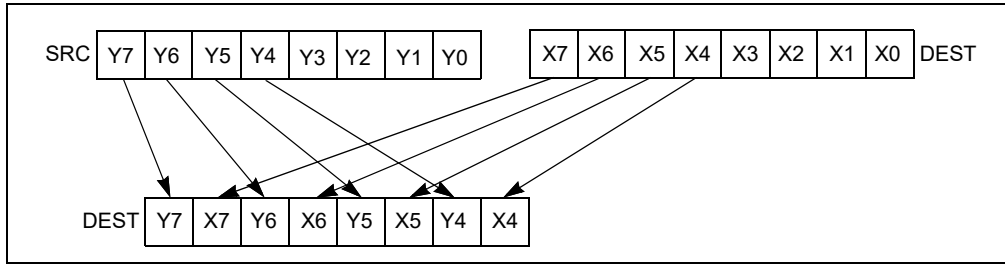 SRC Y7 Y6 Y5 Y4 Y3 Y2 Y1 Y0 X7 X6 X5 X4 X3 X2 X1 X0 DEST
DEST Y7 X7 Y6 X6 Y5 X5 Y4 X4